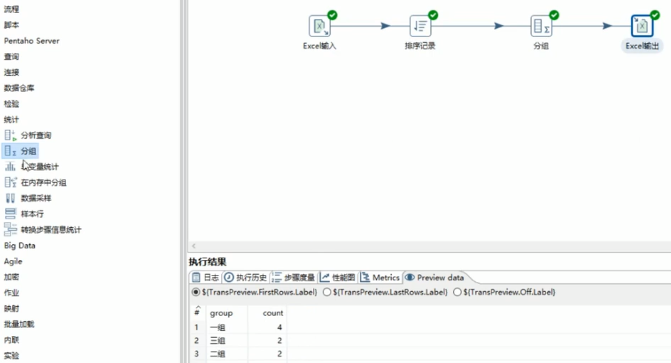 流程
脚本
Pentaho Server
查询
连接
数据仓库
检验
统计
分析查询
分组
变量统计
在内存中分组
数据采样
样本行
转换步骤信息统计
Big Data
Agile
加密
作业
映射
批量加载
内联
实验
Excel输入
排序记录
分组
Excel输出
执行结果
日志 执行历史 步骤度量 性能图 Metrics Preview data
${TransPreview.FirstRows.Label} ${TransPreview.LastRows.Label} ${TransPreview.Off.Label}
# group count
1 一组 4
2 三组 2
3 二组 2